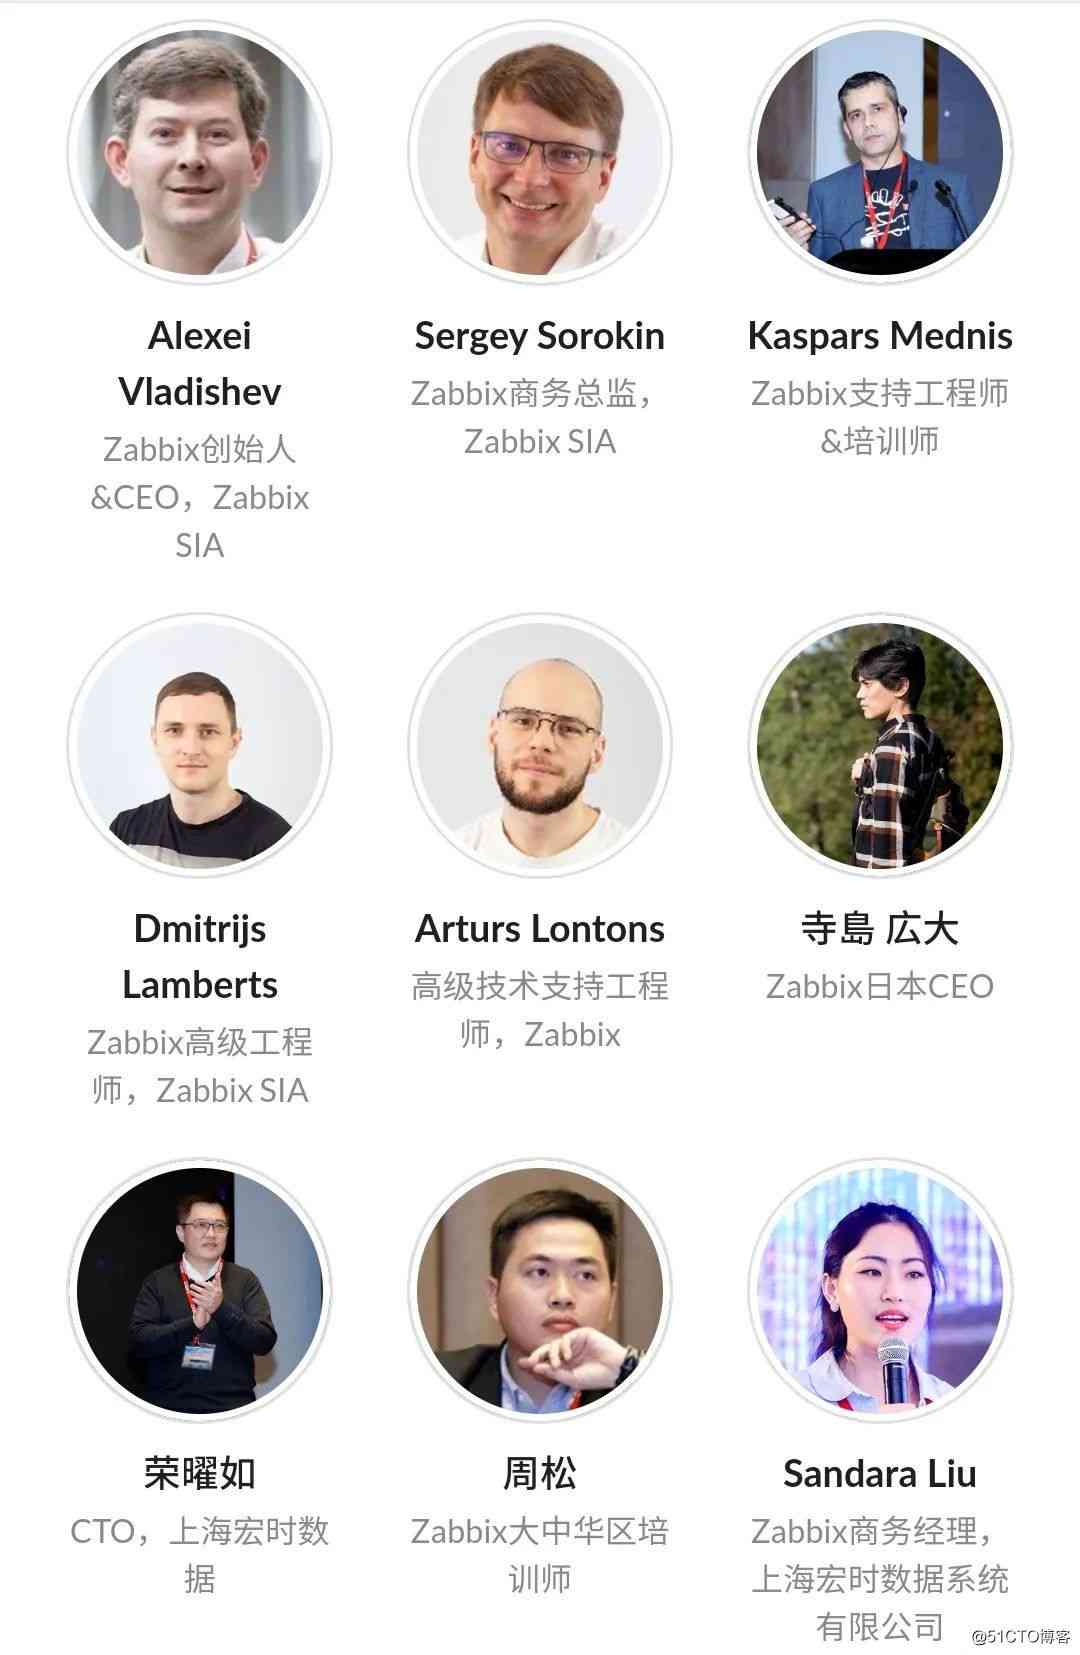 Alexei
Vladishev
Zabbix创始人
&CEO，Zabbix
SIA
Sergey Sorokin
Zabbix商务总监，
Zabbix SIA
Kaspars Mednis
Zabbix支持工程师
&培训师
Dmitrijs
Lamberts
Zabbix高级工程
师，Zabbix SIA
Arturs Lontons
高级技术支持工程
师，Zabbix
寺島 広大
Zabbix日本CEO
荣曜如
CTO，上海宏时数
据
周松
Zabbix大中华区培
训师
Sandara Liu
Zabbix商务经理，
上海宏时数据系统
有限公司
@51CTO博客